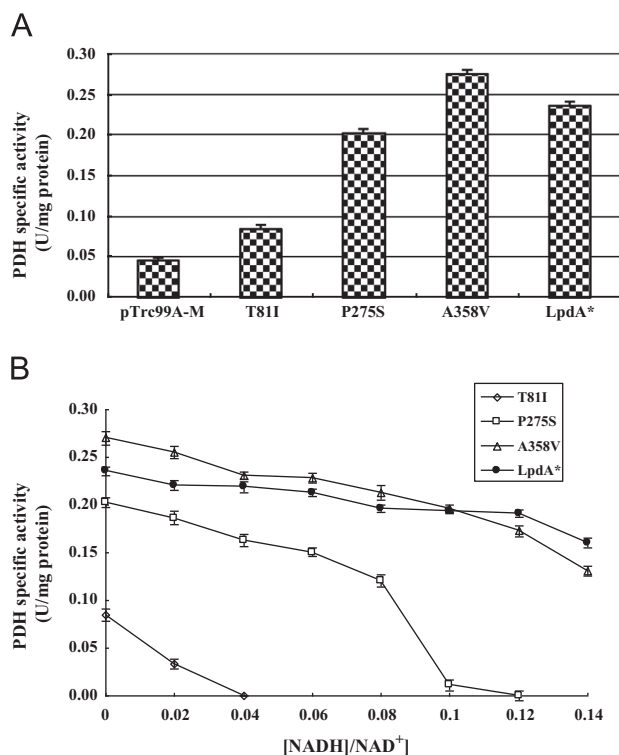 A
PDH specific activity
(U/mg protein)
0.30
0.25
0.20
0.15
0.10
0.05
0.00
pTrc99A-M T81I P275S A358V LpdA*
B
T81I
P275S
A358V
LpdA*
PDH specific activity
(U/mg protein)
0.30
0.25
0.20
0.15
0.10
0.05
0.00
0 0.02 0.04 0.06 0.08 0.1 0.12 0.14
[NADH]/NAD⁺]